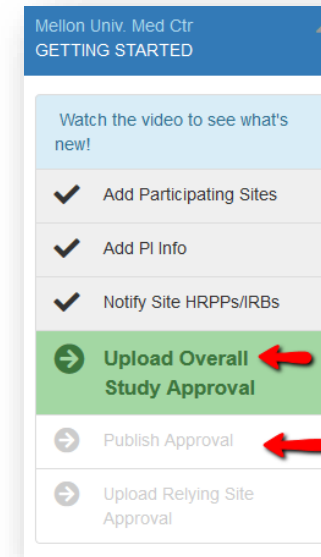 Mellon Univ. Med Ctr
GETTING STARTED
Watch the video to see what's
new!
Add Participating Sites
Add PI Info
Notify Site HRPPs/IRBs
Upload Overall
Study Approval
Publish Approval
Upload Relying Site
Approval